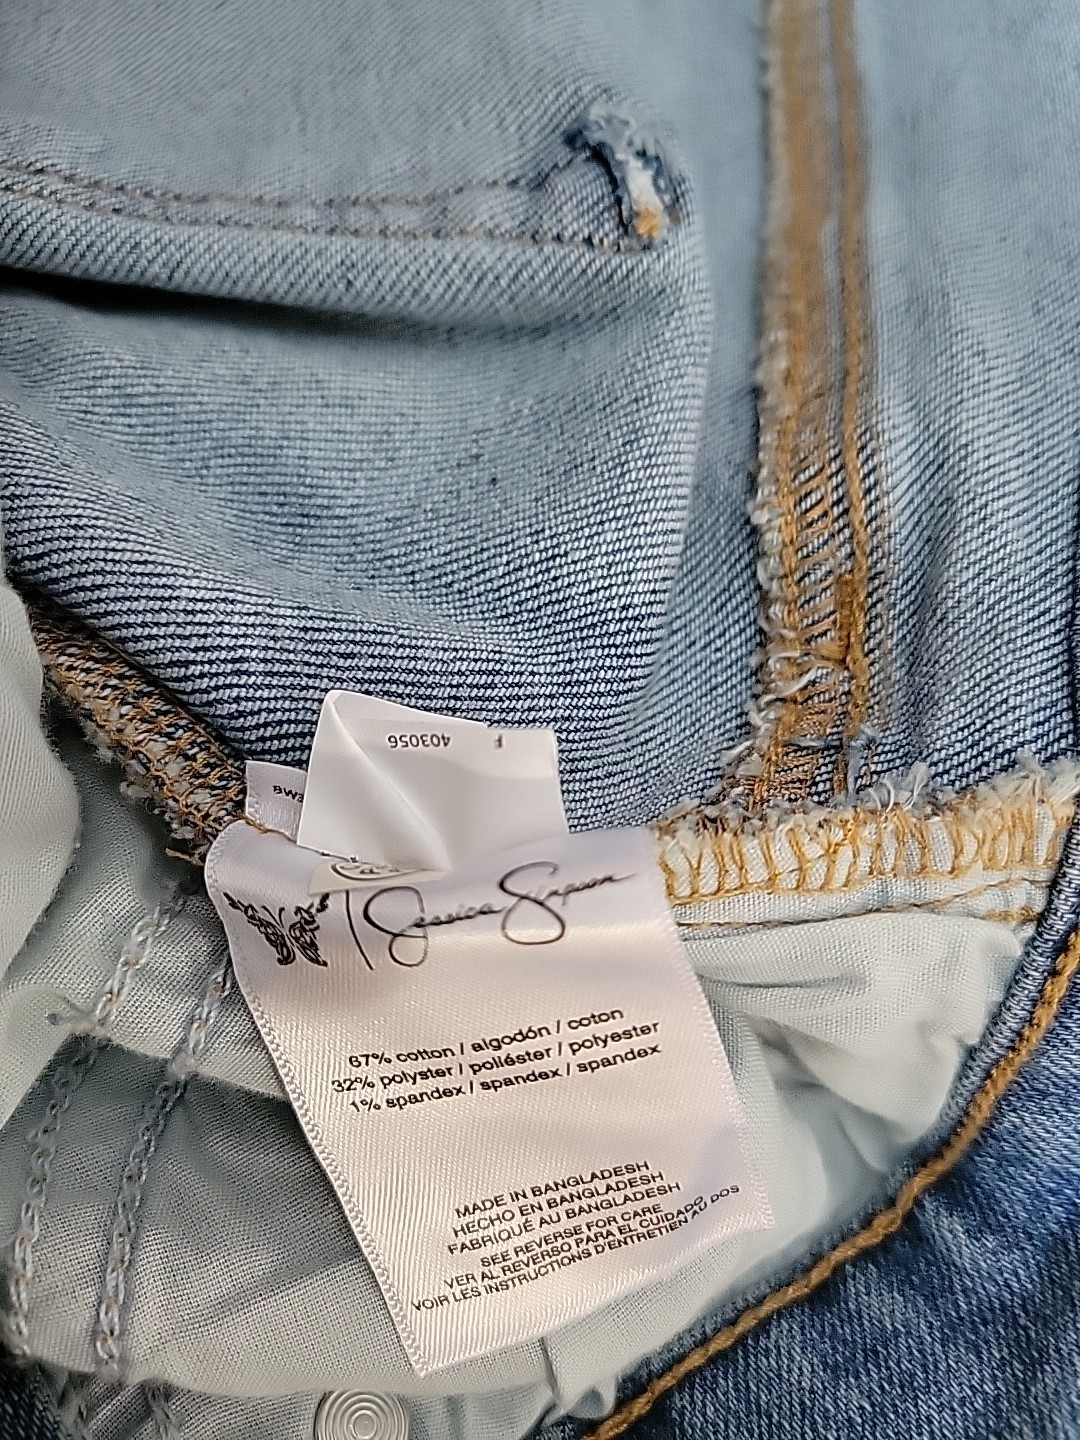 F 403056
Jessica Simpson
67% cotton / algodón / coton
32% polyester / poliéster / polyester
1% spandex / spandex / spandex
MADE IN BANGLADESH
HECHO EN BANGLADESH
FABRIQUÉ AU BANGLADESH
SEE REVERSE FOR CARE
VER AL REVERSO PARA EL CUIDADO
VOIR LES INSTRUCTIONS D'ENTRETIEN AU DOS